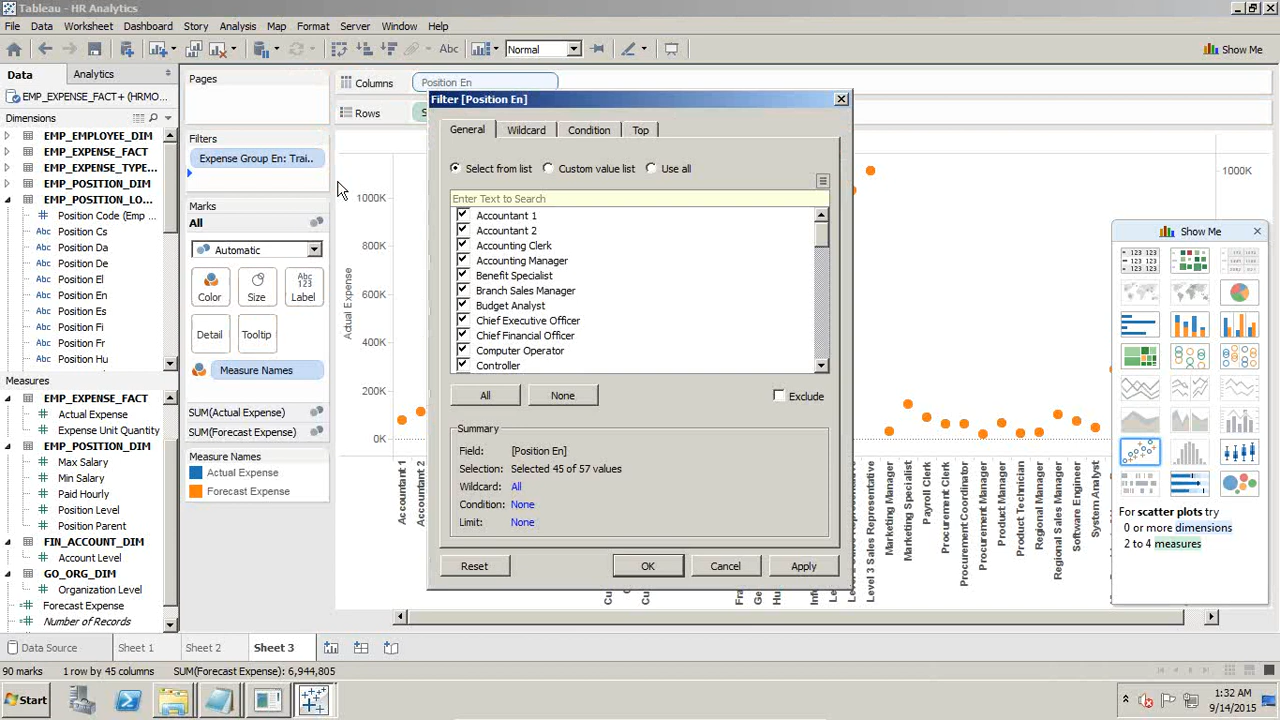 Tableau - HR Analytics
File Data Worksheet Dashboard Story Analysis Map Format Server Window Help
Abc Normal Show Me
Data Analytics
EMP_EXPENSE_FACT+ (HRMO...
Dimensions
EMP_EMPLOYEE_DIM
EMP_EXPENSE_FACT
EMP_EXPENSE_TYPE...
EMP_POSITION_DIM
EMP_POSITION_LO...
Position Code (Emp ...
Abc Position Cs
Abc Position Da
Abc Position De
Abc Position En
Abc Position Es
Abc Position Fi
Abc Position Fr
Abc Position Hu
Measures
EMP_EXPENSE_FACT
Actual Expense
Expense Unit Quantity
EMP_POSITION_DIM
Max Salary
Min Salary
Paid Hourly
Position Level
Position Parent
FIN_ACCOUNT_DIM
Account Level
GO_ORG_DIM
Organization Level
Forecast Expense
Number of Records
Pages
Filters
Expense Group En: Trai..
Marks
All
Automatic
Color Size Abc 123 Label
Detail Tooltip
Measure Names
SUM(Actual Expense)
SUM(Forecast Expense)
Measure Names
Actual Expense
Forecast Expense
Columns Position En
Rows
Actual Expense
1000K
800K
600K
400K
200K
0K
1000K
Accountant 1
Accountant 2
Level 3 Sales Representative
Marketing Manager
Marketing Specialist
Payroll Clerk
Procurement Clerk
Procurement Coordinator
Procurement Manager
Product Manager
Product Technician
Regional Manager
Regional Sales Manager
Software Engineer
System Analyst
Filter [Position En]
General Wildcard Condition Top
Select from list Custom value list Use all
Enter Text to Search
Accountant 1
Accountant 2
Accounting Clerk
Accounting Manager
Benefit Specialist
Branch Sales Manager
Budget Analyst
Chief Executive Officer
Chief Financial Officer
Computer Operator
Controller
All None Exclude
Summary
Field: [Position En]
Selection: Selected 45 of 57 values
Wildcard: All
Condition: None
Limit: None
Reset OK Cancel Apply
Show Me
For scatter plots try
0 or more dimensions
2 to 4 measures
Data Source Sheet 1 Sheet 2 Sheet 3
90 marks 1 row by 45 columns SUM(Forecast Expense): 6,944,805
Start
1:32 AM
9/14/2015